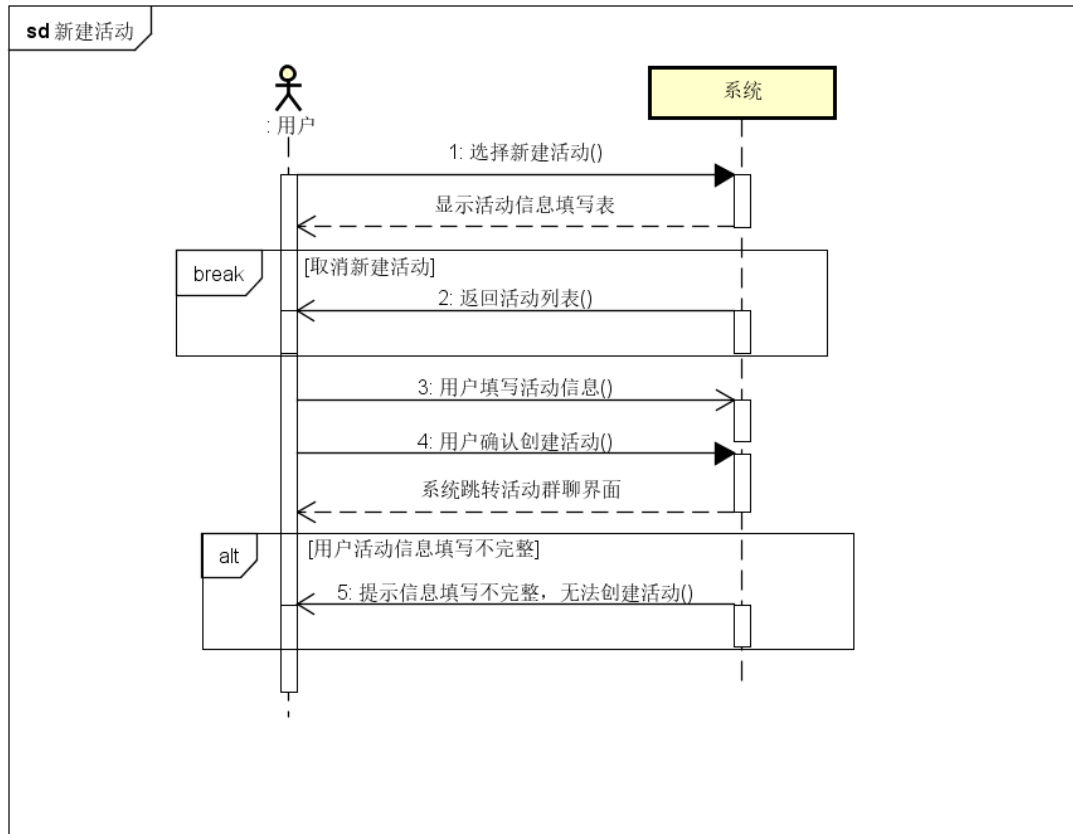 sd 新建活动
: 用户
系统
1: 选择新建活动()
显示活动信息填写表
break
[取消新建活动]
2: 返回活动列表()
3: 用户填写活动信息()
4: 用户确认创建活动()
系统跳转活动群聊界面
alt
[用户活动信息填写不完整]
5: 提示信息填写不完整，无法创建活动()